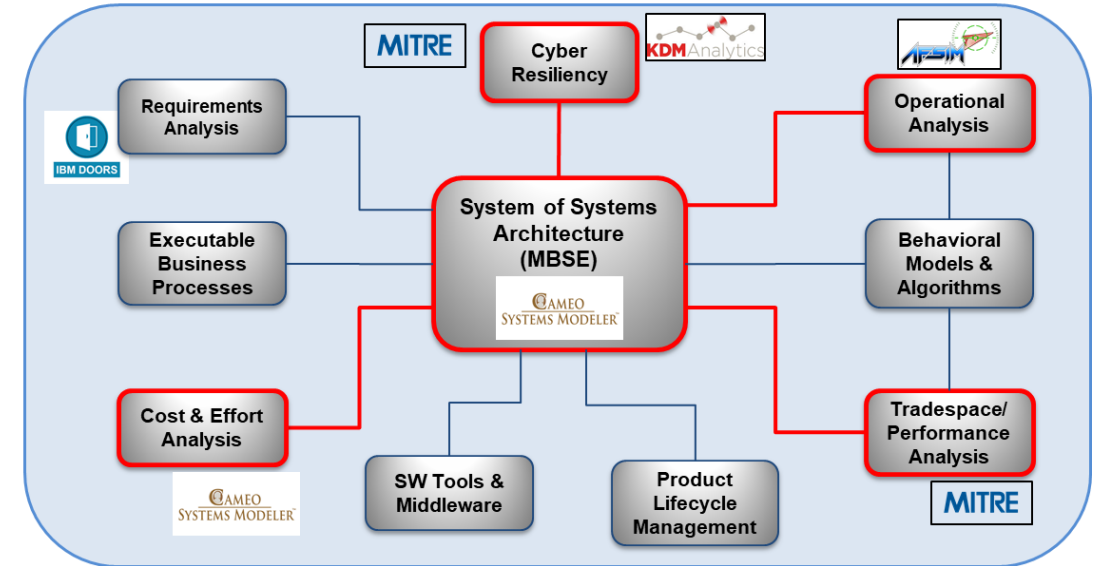 MITRE
Cyber
Resiliency
KDMAnalytics
AFSIM
Requirements
Analysis
IBM DOORS
Operational
Analysis
System of Systems
Architecture
(MBSE)
CAMEO
SYSTEMS MODELER
Executable
Business
Processes
Behavioral
Models &
Algorithms
Cost & Effort
Analysis
CAMEO
SYSTEMS MODELER
SW Tools &
Middleware
Product
Lifecycle
Management
Tradespace/
Performance
Analysis
MITRE